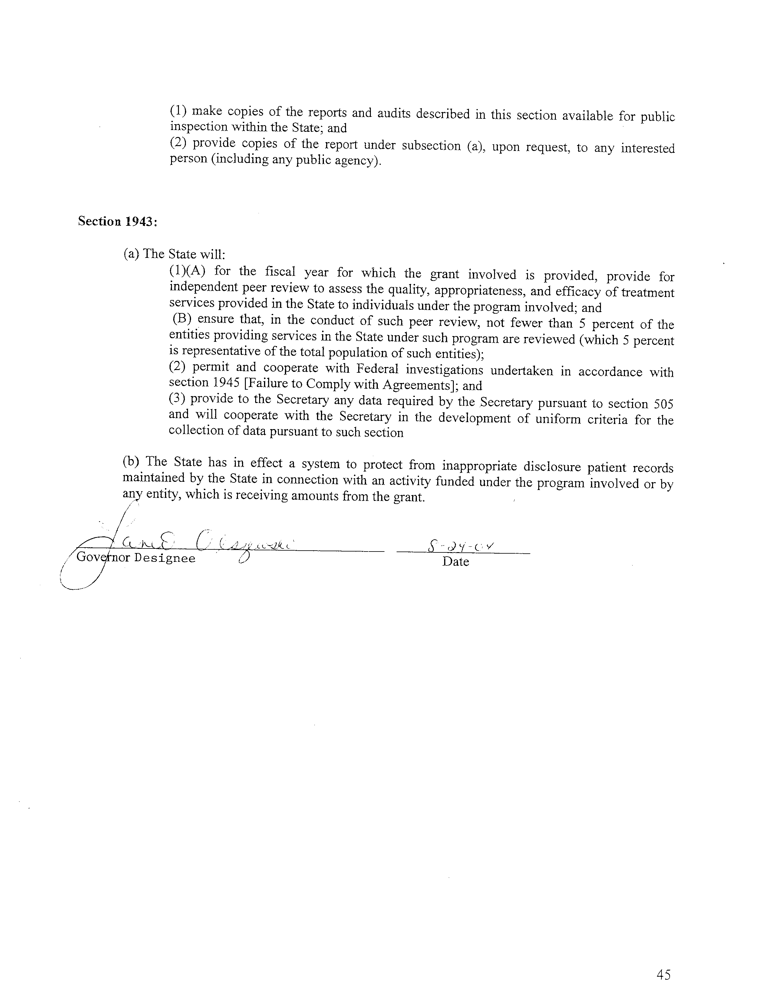 (1) make copies of the reports and audits described in this section available for public
inspection within the State; and
(2) provide copies of the report under subsection (a), upon request, to any interested
person (including any public agency).
Section 1943:
(a) The State will:
(1)(A) for the fiscal year for which the grant involved is provided, provide for
independent peer review to assess the quality, appropriateness, and efficacy of treatment
services provided in the State to individuals under the program involved; and
(B) ensure that, in the conduct of such peer review, not fewer than 5 percent of the
entities providing services in the State under such program are reviewed (which 5 percent
is representative of the total population of such entities);
(2) permit and cooperate with Federal investigations undertaken in accordance with
section 1945 [Failure to Comply with Agreements]; and
(3) provide to the Secretary any data required by the Secretary pursuant to section 505
and will cooperate with the Secretary in the development of uniform criteria for the
collection of data pursuant to such section
(b) The State has in effect a system to protect from inappropriate disclosure patient records
maintained by the State in connection with an activity funded under the program involved or by
any entity, which is receiving amounts from the grant.
Jane Olszewski 8-24-04
Governor Designee Date
45